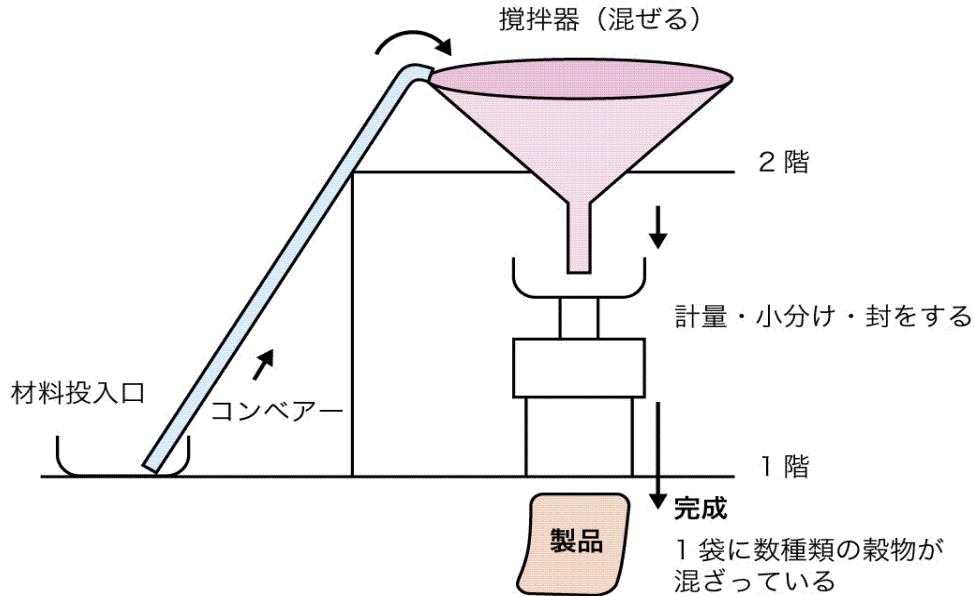 撹拌器（混ぜる）
2階
計量・小分け・封をする
材料投入口
コンベアー
1階
完成
製品
1袋に数種類の穀物が
混ざっている